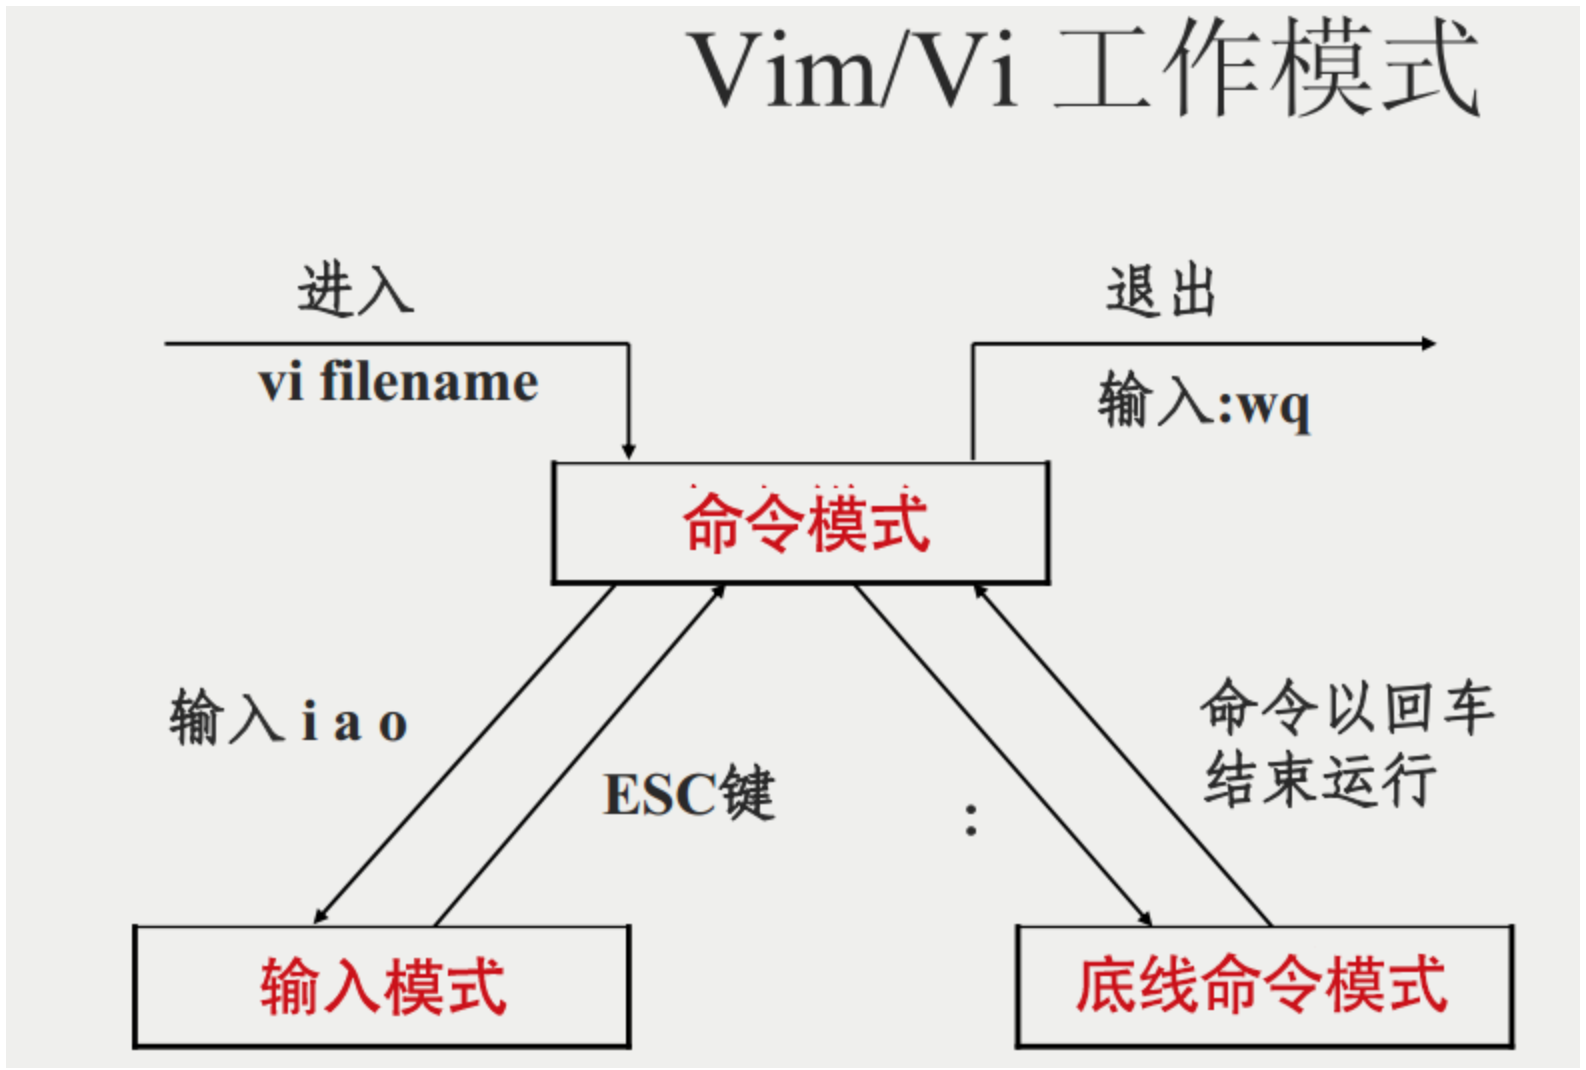 Vim/Vi 工作模式
进入
vi filename
退出
输入:wq
命令模式
输入 i a o
ESC键
:
命令以回车
结束运行
输入模式
底线命令模式